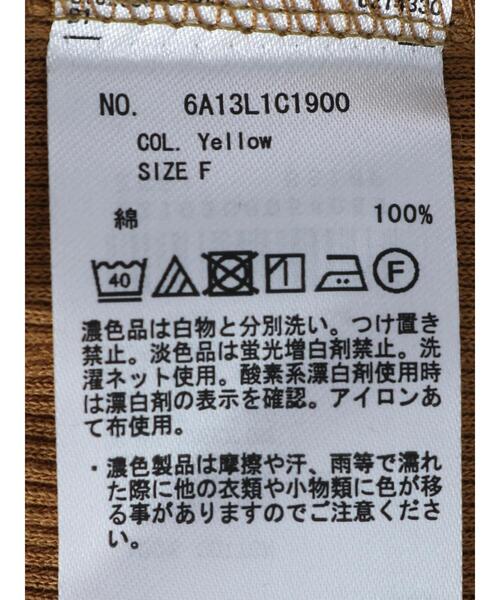 NO. 6A13L1C1900
COL. Yellow
SIZE F
綿 100%
40 F
濃色品は白物と分別洗い。つけ置き
禁止。淡色品は蛍光増白剤禁止。洗
濯ネット使用。酸素系漂白剤使用時
は漂白剤の表示を確認。アイロンあ
て布使用。
・濃色製品は摩擦や汗、雨等で濡れ
た際に他の衣類や小物類に色が移
る事がありますのでご注意くださ
い。